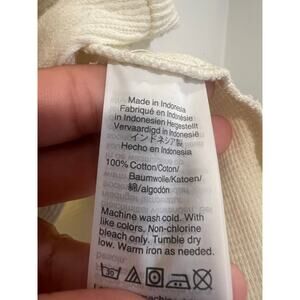 Made in Indonesia
Fabriqué en Indonésie
in Indonesien Hergestellt
Vervaardigd in Indonesië
インドネシア製
Hecho en Indonesia
100% Cotton/Coton/
Baumwolle/Katoen/
綿/algodón
Machine wash cold. With
like colors. Non-chlorine
bleach only. Tumble dry
low. Warm iron as needed.